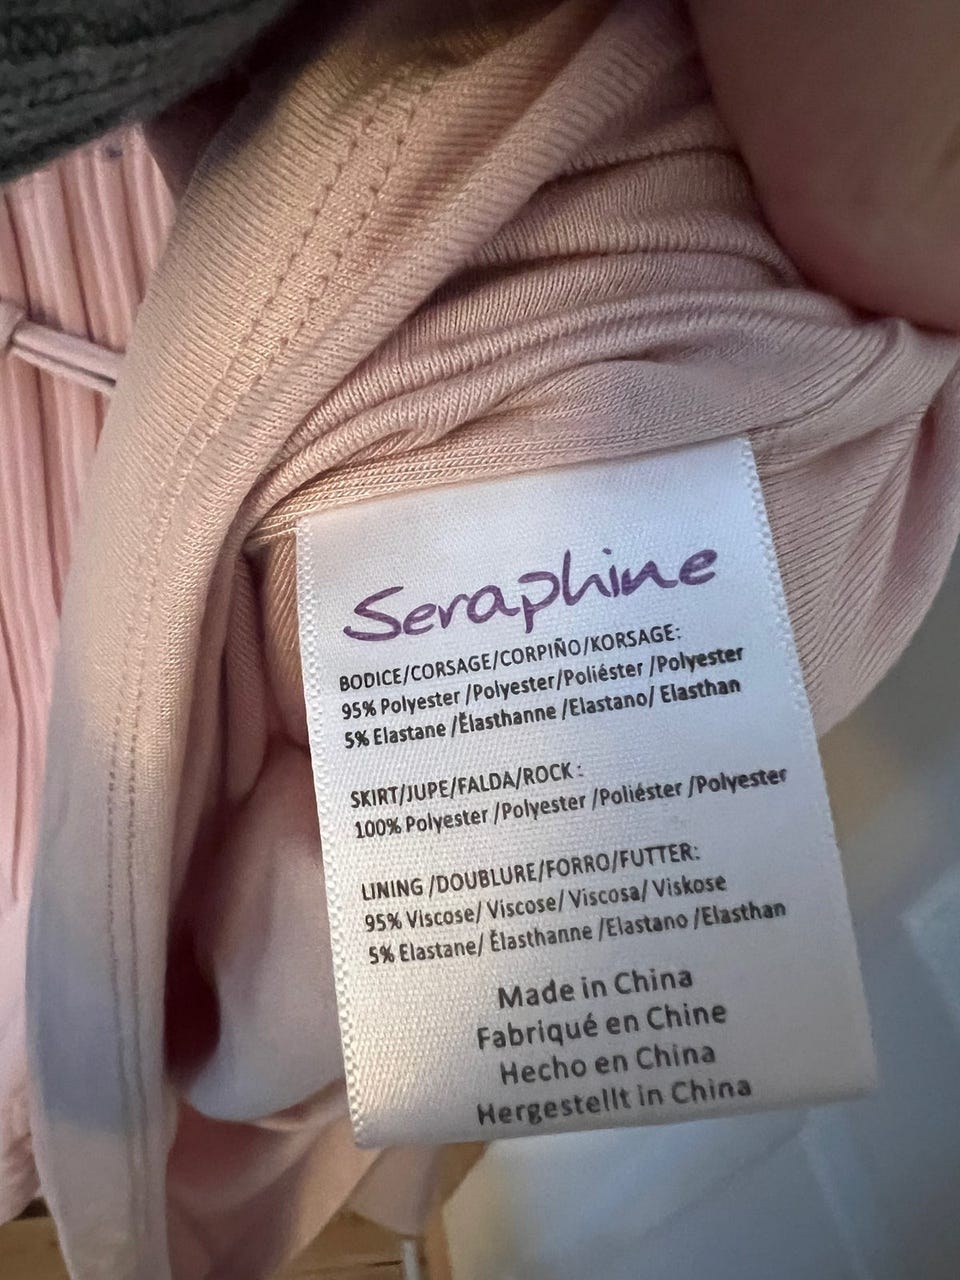 Seraphine
BODICE/CORSAGE/CORPIÑO/KORSAGE:
95% Polyester /Polyester/Poliéster /Polyester
5% Elastane /Élasthanne /Elastano/ Elasthan
SKIRT/JUPE/FALDA/ROCK :
100% Polyester /Polyester /Poliéster /Polyester
LINING /DOUBLURE/FORRO/FUTTER:
95% Viscose/ Viscose/ Viscosa/ Viskose
5% Elastane/ Élasthanne /Elastano /Elasthan
Made in China
Fabriqué en Chine
Hecho en China
Hergestellt in China